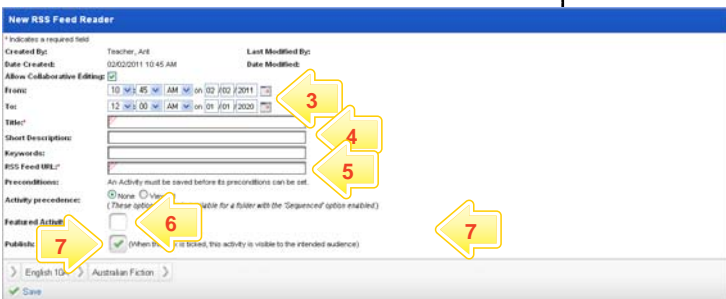 New RSS Feed Reader
* Indicates a required field
Created By: Teacher, Ant Last Modified By:
Date Created: 02/02/2011 10:45 AM Date Modified:
Allow Collaborative Editing:
From: 10 : 45 AM on 02 /02 /2011
3
To: 12 : 00 AM on 01 /01 /2020
Title:*
4
Short Description:
Keywords:
5
RSS Feed URL:*
Preconditions: An Activity must be saved before its preconditions can be set.
Activity precedence: None
(These for a folder with the 'Sequenced' option enabled.)
Featured
6
7
Publish: (When is ticked, this activity is visible to the intended audience)
7
English Australian Fiction
Save